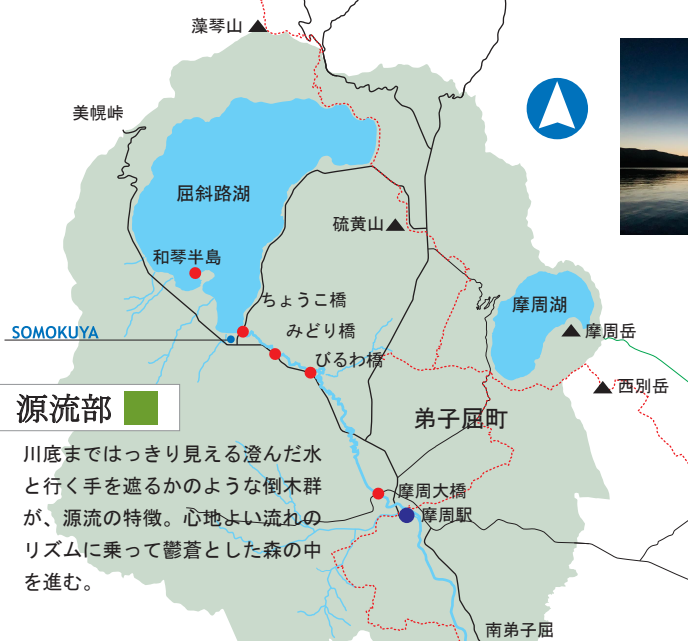 藻琴山
美幌峠
屈斜路湖
硫黄山
和琴半島
摩周湖
ちょうこ橋
摩周岳
みどり橋
SOMOKUYA
びるわ橋
西別岳
源流部
弟子屈町
川底まではっきり見える澄んだ水
と行く手を遮るかのような倒木群
が、源流の特徴。心地よい流れの
リズムに乗って鬱蒼とした森の中
を進む。
摩周大橋
摩周駅
南弟子屈